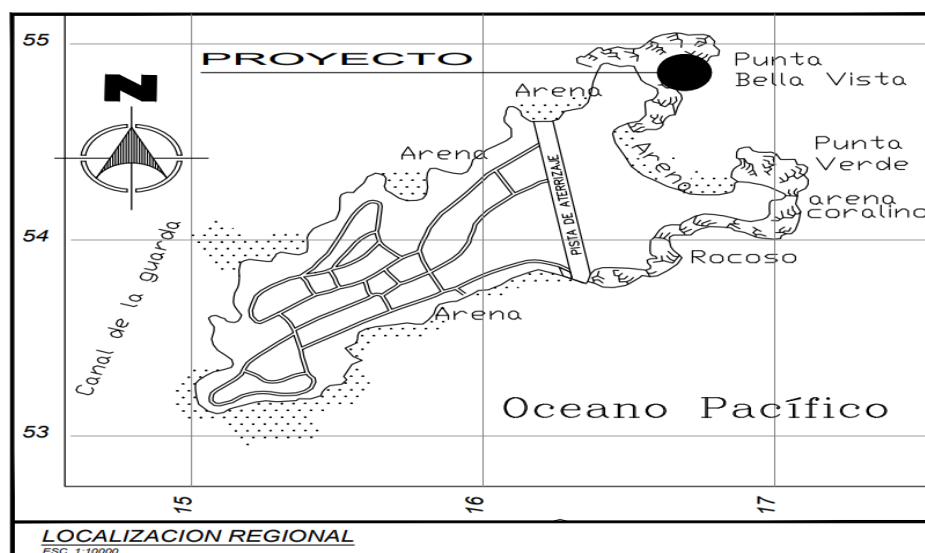 55
PROYECTO
Punta
Bella Vista
N
Arena
Arena
Arena
Punta
Verde
PISTA DE ATERRIZAJE
arena
coralino
54
Canal de la guarda
Rocoso
Arena
Oceano Pacífico
53
15
16
17
LOCALIZACION REGIONAL
ESC. 1:10000